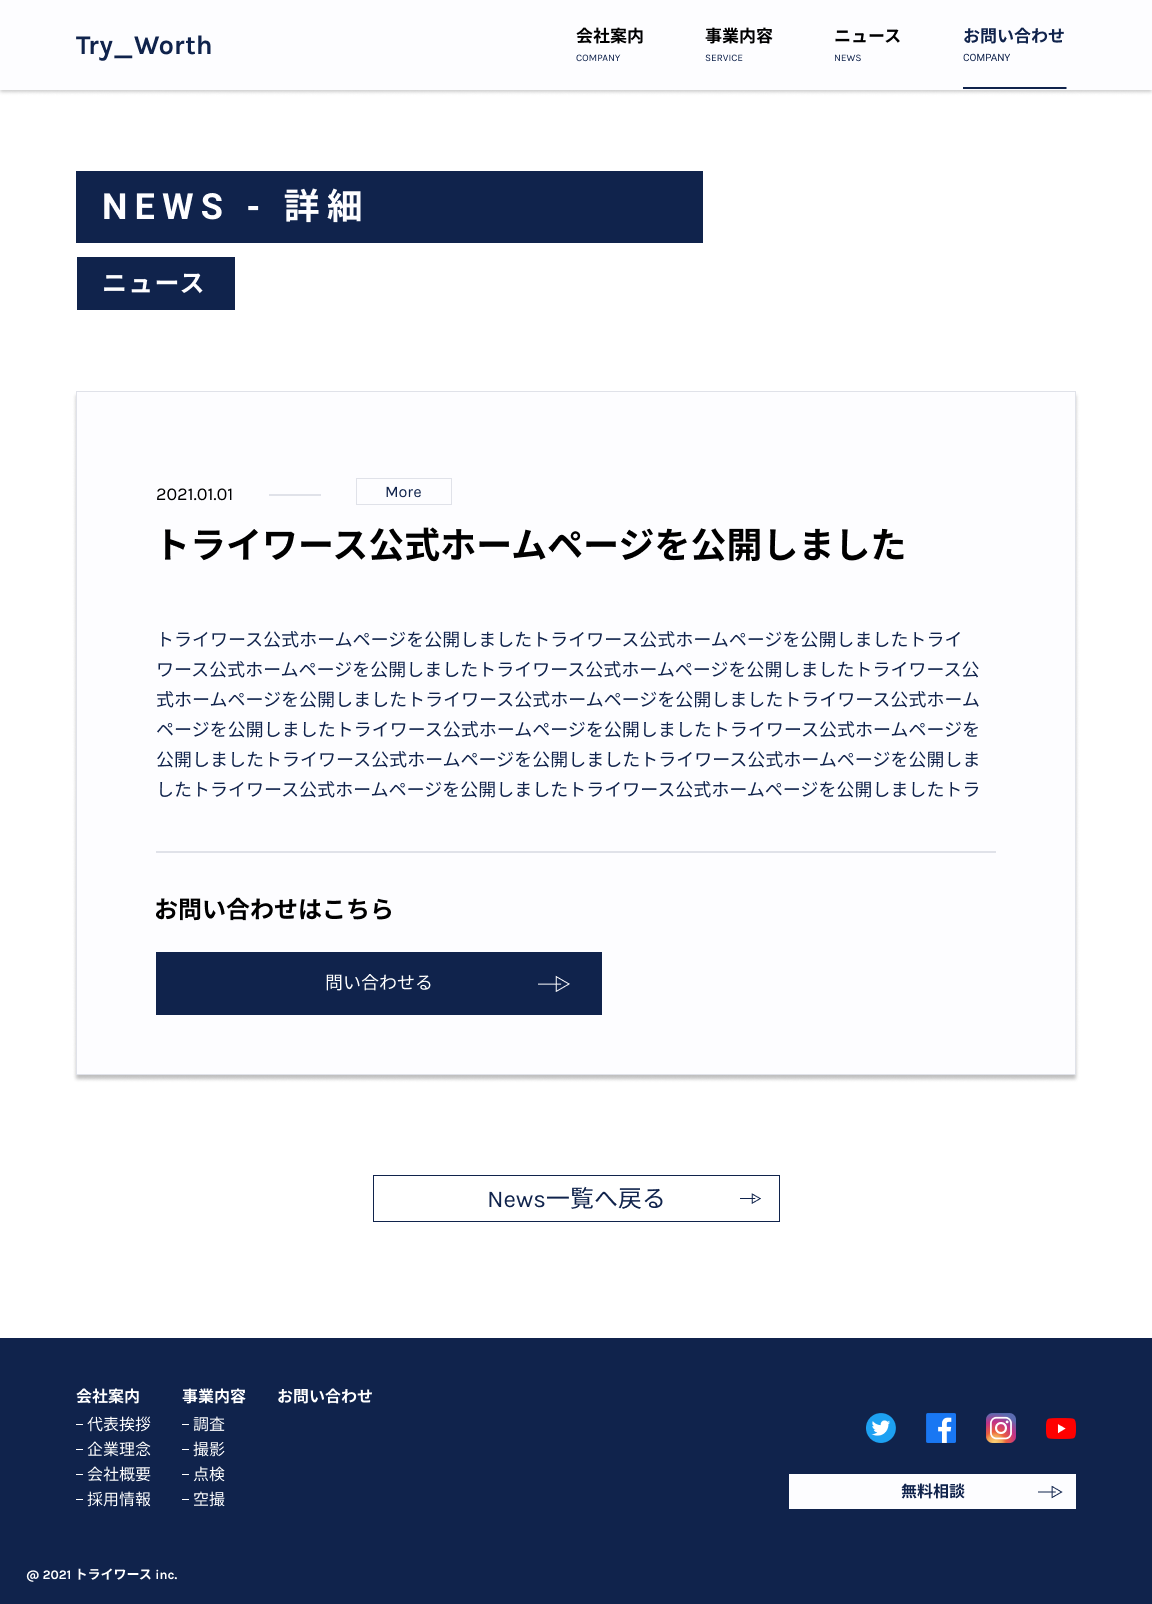 Try_Worth
会社案内
COMPANY
事業内容
SERVICE
ニュース
NEWS
お問い合わせ
COMPANY
NEWS - 詳細
ニュース
2021.01.01
More
トライワース公式ホームページを公開しました
トライワース公式ホームページを公開しましたトライワース公式ホームページを公開しましたトライ
ワース公式ホームページを公開しましたトライワース公式ホームページを公開しましたトライワース公
式ホームページを公開しましたトライワース公式ホームページを公開しましたトライワース公式ホーム
ページを公開しましたトライワース公式ホームページを公開しましたトライワース公式ホームページを
公開しましたトライワース公式ホームページを公開しましたトライワース公式ホームページを公開しま
したトライワース公式ホームページを公開しましたトライワース公式ホームページを公開しましたトラ
お問い合わせはこちら
問い合わせる
News一覧へ戻る
会社案内
- 代表挨拶
- 企業理念
- 会社概要
- 採用情報
事業内容
- 調査
- 撮影
- 点検
- 空撮
お問い合わせ
無料相談
@ 2021 トライワース inc.